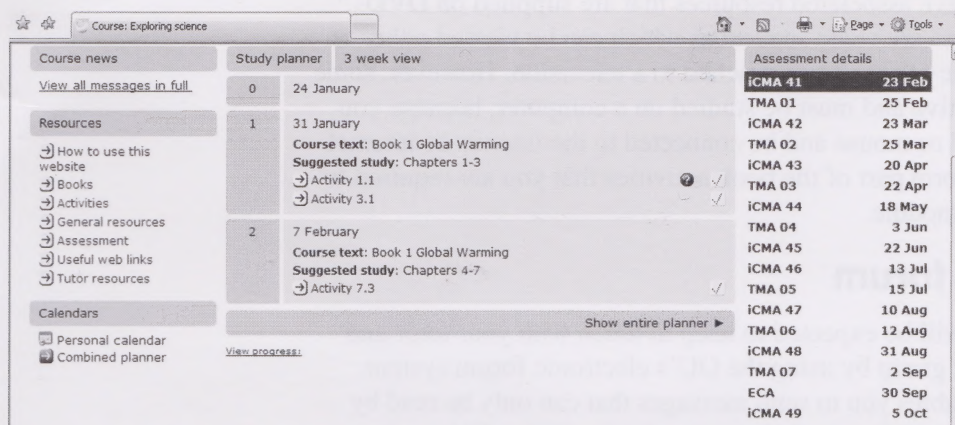 Course: Exploring science
Page Tools
Course news
View all messages in full
Resources
How to use this
website
Books
Activities
General resources
Assessment
Useful web links
Tutor resources
Calendars
Personal calendar
Combined planner
Study planner 3 week view
0 24 January
1 31 January
Course text: Book 1 Global Warming
Suggested study: Chapters 1-3
Activity 1.1
Activity 3.1
2 7 February
Course text: Book 1 Global Warming
Suggested study: Chapters 4-7
Activity 7.3
Show entire planner ►
View progress:
Assessment details
iCMA 41 23 Feb
TMA 01 25 Feb
iCMA 42 23 Mar
TMA 02 25 Mar
iCMA 43 20 Apr
TMA 03 22 Apr
iCMA 44 18 May
TMA 04 3 Jun
iCMA 45 22 Jun
iCMA 46 13 Jul
TMA 05 15 Jul
iCMA 47 10 Aug
TMA 06 12 Aug
iCMA 48 31 Aug
TMA 07 2 Sep
ECA 30 Sep
iCMA 49 5 Oct